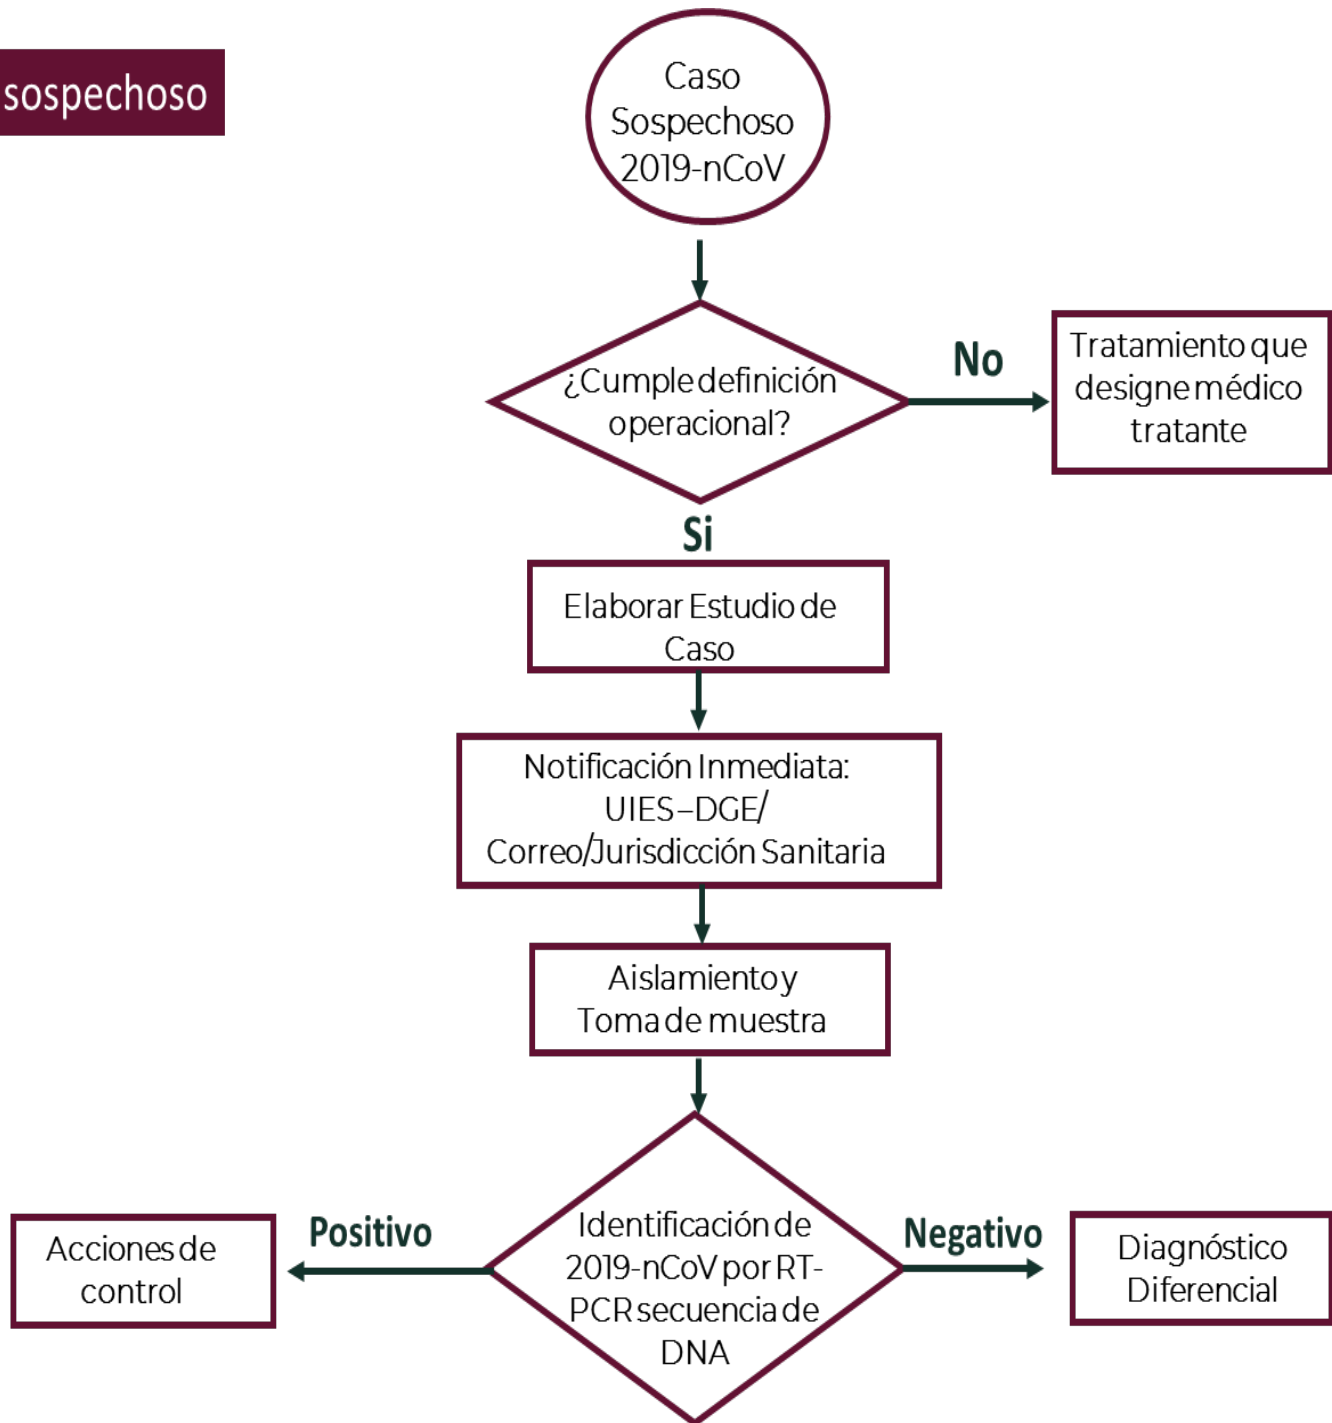 sospechoso
Caso
Sospechoso
2019-nCoV
¿Cumple definición
operacional?
No
Tratamiento que
designe médico
tratante
Si
Elaborar Estudio de
Caso
Notificación Inmediata:
UIES–DGE/
Correo/Jurisdicción Sanitaria
Aislamiento y
Toma de muestra
Identificación de
2019-nCoV por RT-
PCR secuencia de
DNA
Positivo
Acciones de
control
Negativo
Diagnóstico
Diferencial